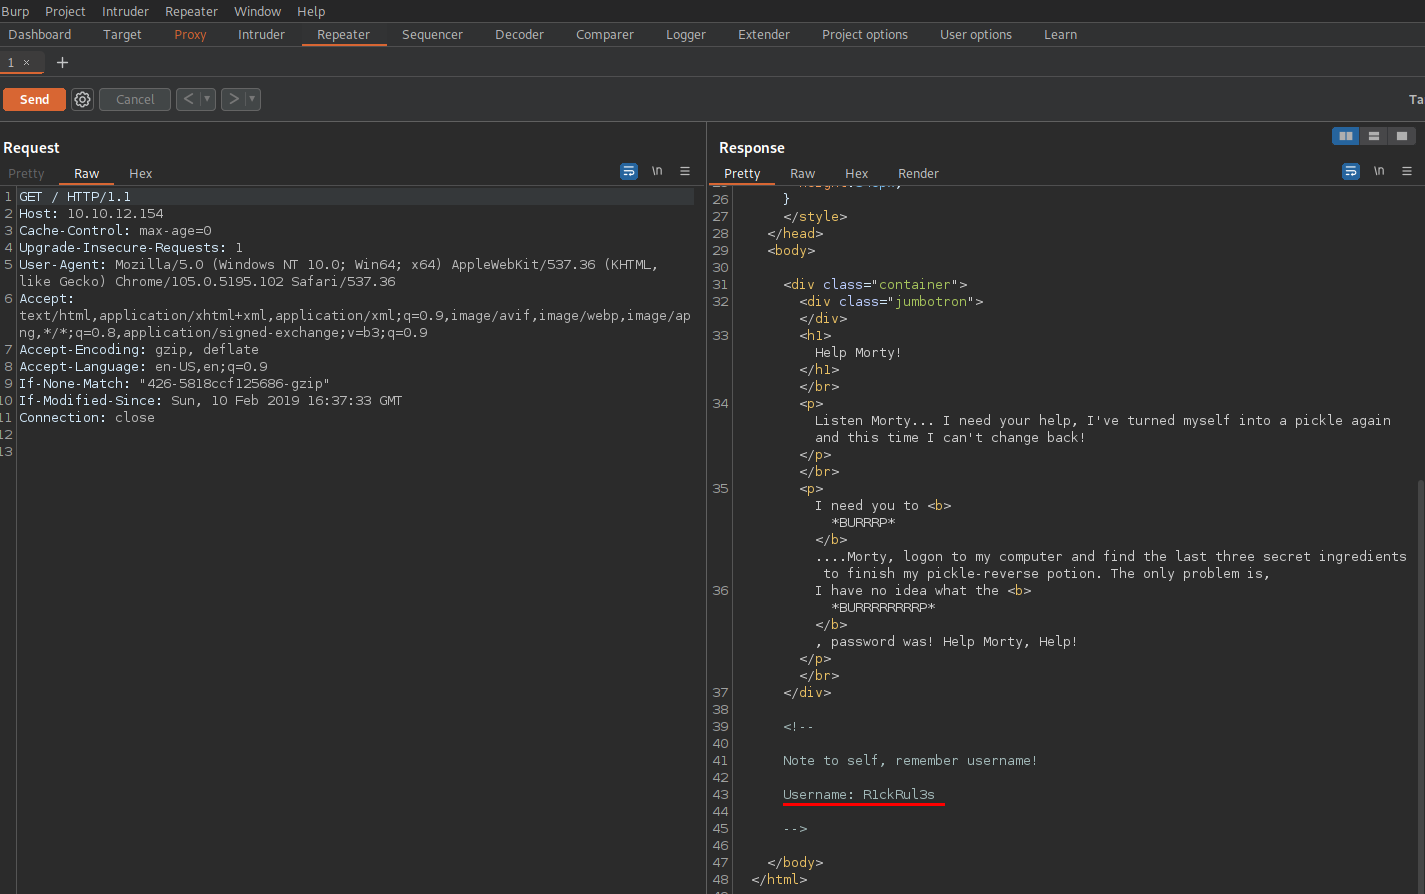 Burp Project Intruder Repeater Window Help
Dashboard Target Proxy Intruder Repeater Sequencer Decoder Comparer Logger Extender Project options User options Learn
1 × +
Send Cancel < ▾ > ▾ Ta
Request
Pretty Raw Hex \n
1 GET / HTTP/1.1
2 Host: 10.10.12.154
3 Cache-Control: max-age=0
4 Upgrade-Insecure-Requests: 1
5 User-Agent: Mozilla/5.0 (Windows NT 10.0; Win64; x64) AppleWebKit/537.36 (KHTML,
like Gecko) Chrome/105.0.5195.102 Safari/537.36
6 Accept:
text/html,application/xhtml+xml,application/xml;q=0.9,image/avif,image/webp,image/ap
ng,*/*;q=0.8,application/signed-exchange;v=b3;q=0.9
7 Accept-Encoding: gzip, deflate
8 Accept-Language: en-US,en;q=0.9
9 If-None-Match: "426-5818ccf125686-gzip"
10 If-Modified-Since: Sun, 10 Feb 2019 16:37:33 GMT
11 Connection: close
12
13
Response
Pretty Raw Hex Render \n
26 }
27 </style>
28 </head>
29 <body>
30
31 <div class="container">
32 <div class="jumbotron">
</div>
33 <h1>
Help Morty!
</h1>
</br>
34 <p>
Listen Morty... I need your help, I've turned myself into a pickle again
and this time I can't change back!
</p>
</br>
35 <p>
I need you to <b>
*BURRRP*
</b>
....Morty, logon to my computer and find the last three secret ingredients
to finish my pickle-reverse potion. The only problem is,
36 I have no idea what the <b>
*BURRRRRRRRP*
</b>
, password was! Help Morty, Help!
</p>
</br>
37 </div>
38
39 <!--
40
41 Note to self, remember username!
42
43 Username: R1ckRul3s
44
45 -->
46
47 </body>
48 </html>